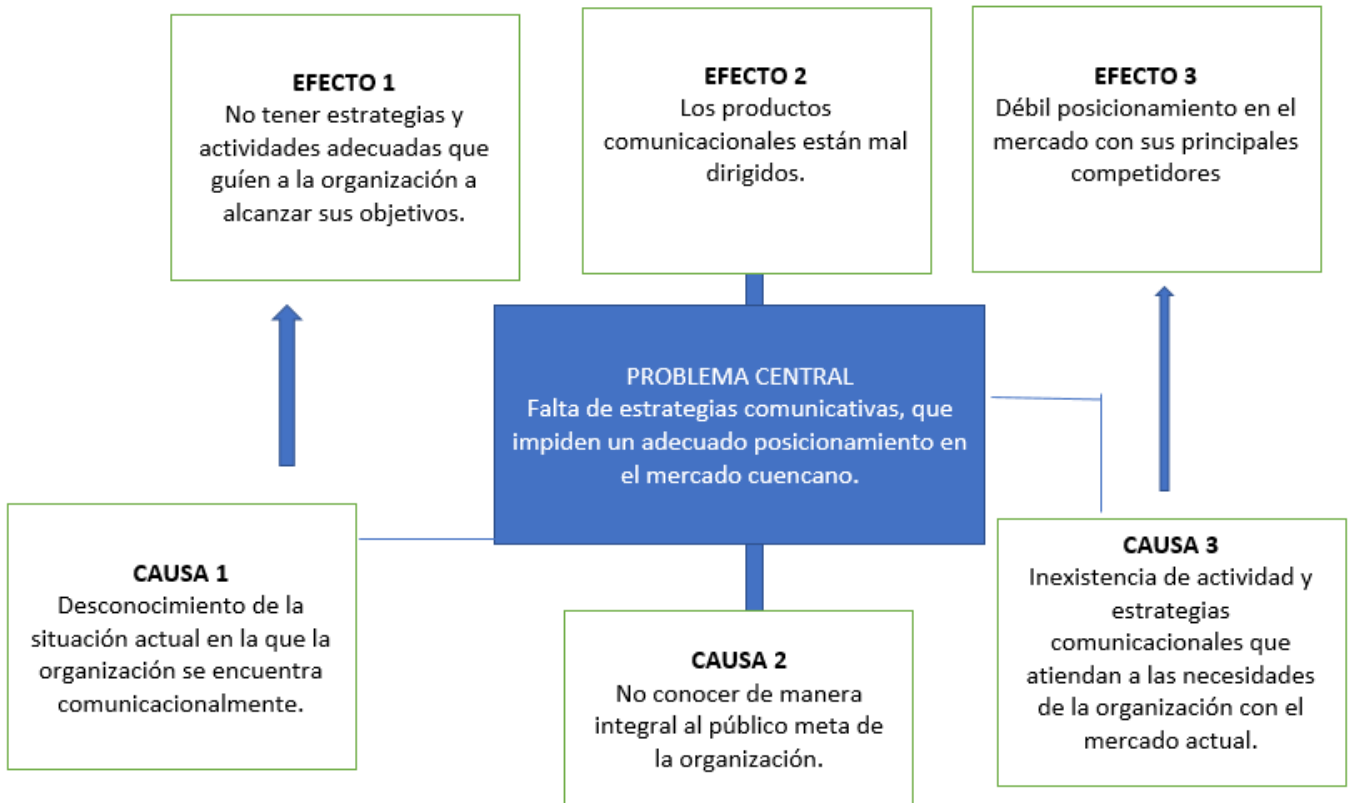 EFECTO 1
No tener estrategias y
actividades adecuadas que
guíen a la organización a
alcanzar sus objetivos.
EFECTO 2
Los productos
comunicacionales están mal
dirigidos.
EFECTO 3
Débil posicionamiento en el
mercado con sus principales
competidores
PROBLEMA CENTRAL
Falta de estrategias comunicativas, que
impiden un adecuado posicionamiento en
el mercado cuencano.
CAUSA 1
Desconocimiento de la
situación actual en la que la
organización se encuentra
comunicacionalmente.
CAUSA 2
No conocer de manera
integral al público meta de
la organización.
CAUSA 3
Inexistencia de actividad y
estrategias
comunicacionales que
atiendan a las necesidades
de la organización con el
mercado actual.